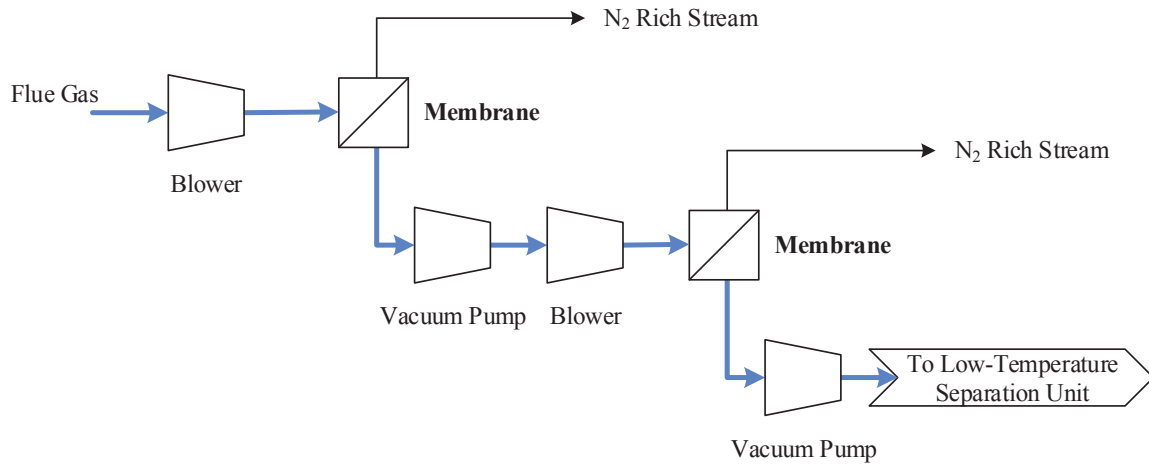 N₂ Rich Stream
Flue Gas
Membrane
Blower
N₂ Rich Stream
Membrane
Vacuum Pump
Blower
To Low-Temperature
Separation Unit
Vacuum Pump